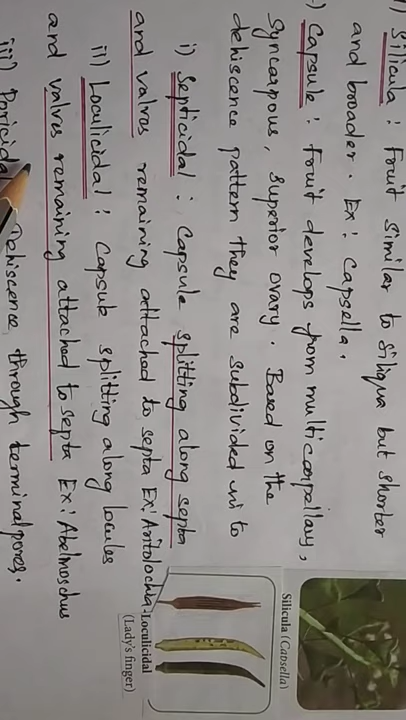 Silicula : Fruit similar to siliqua but shorter
and broader. Ex: Capsella.
Capsule : Fruit develops from multicarpellary,
Syncarpous, Superior ovary. Based on the
dehiscence pattern they are subdivided into
i) Septicidal : Capsule splitting along septa
and valves remaining attached to septa Ex: Aristolochia
ii) Loculicidal : Capsule splitting along locules
and valves remaining attached to septa Ex: Abelmoschus
iii) Dehiscence through terminal pores.
Silicula (Capsella)
Loculicidal
(Lady's finger)